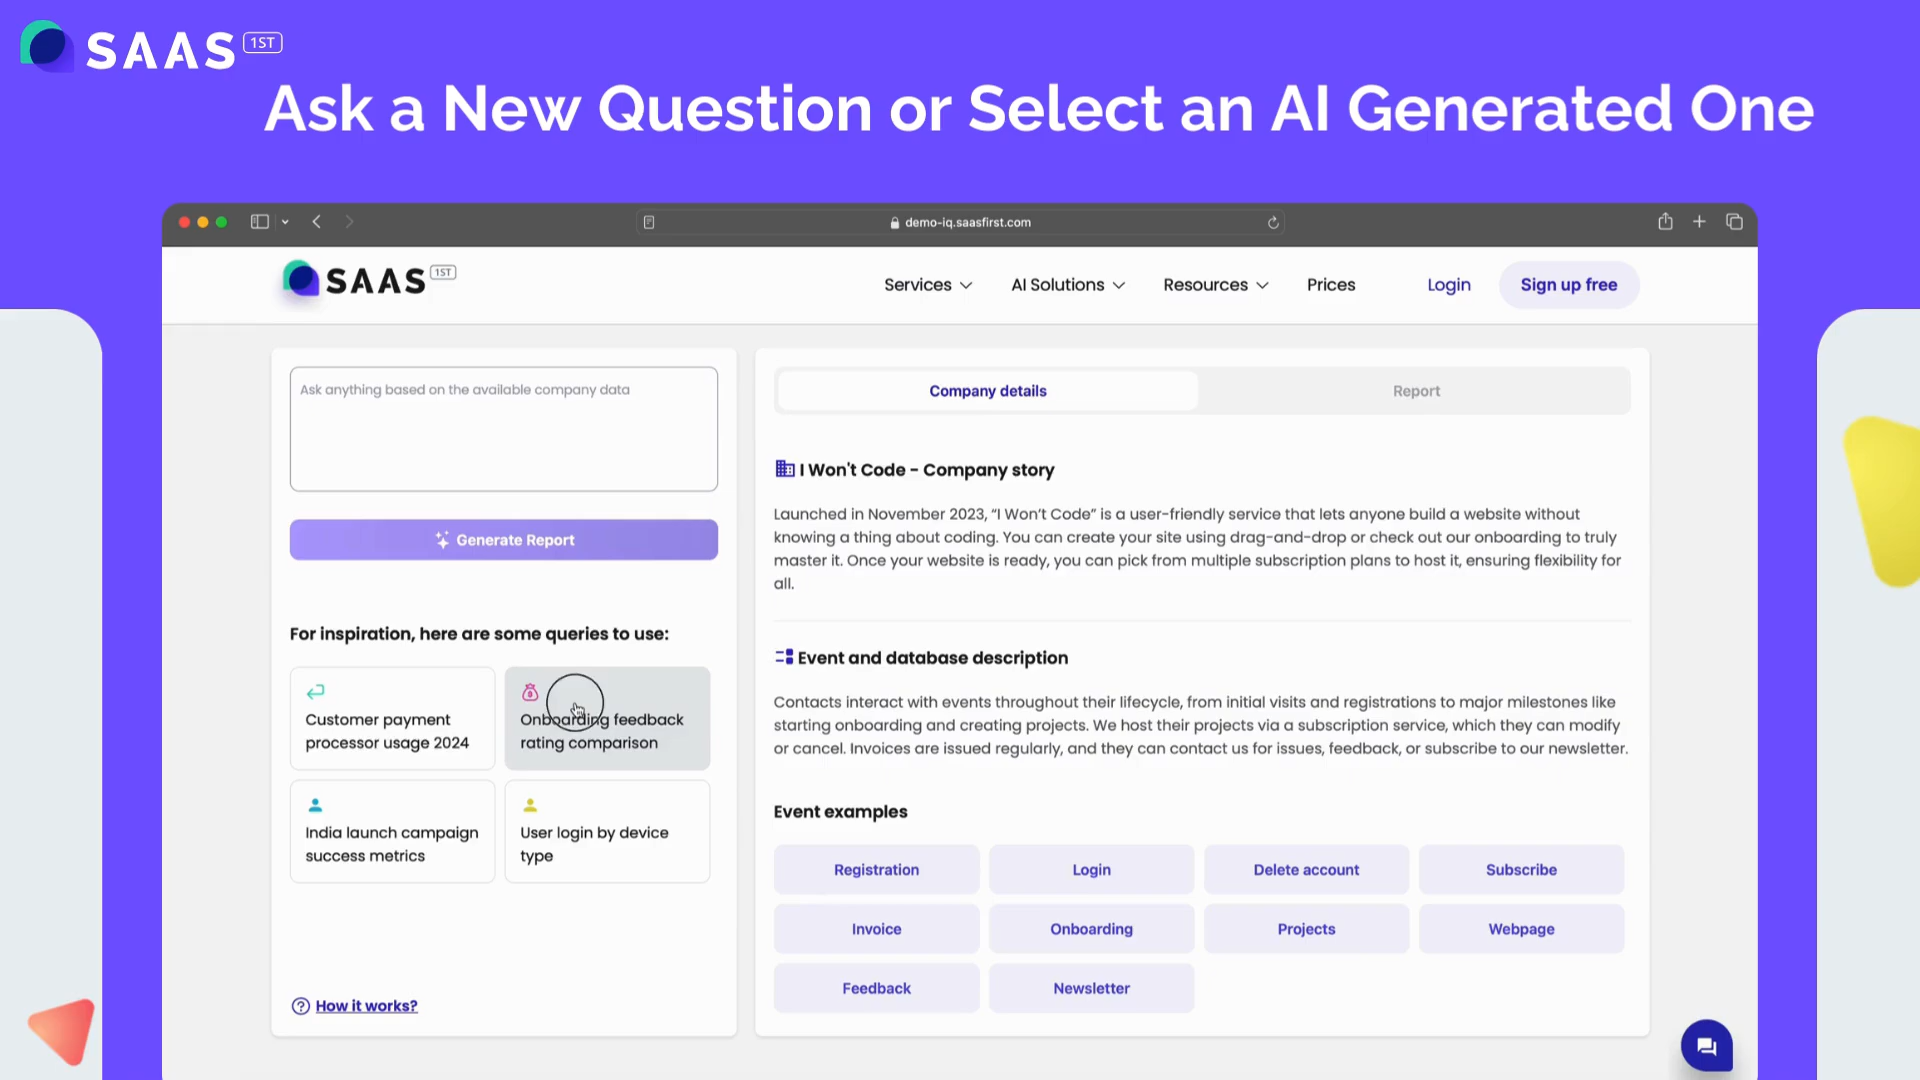 SAAS 1ST
Ask a New Question or Select an AI Generated One
demo-iq.saasfirst.com
SAAS 1ST
Services
AI Solutions
Resources
Prices
Login
Sign up free
Ask anything based on the available company data
Generate Report
For inspiration, here are some queries to use:
Customer payment
processor usage 2024
Onboarding feedback
rating comparison
India launch campaign
success metrics
User login by device
type
How it works?
Company details
Report
I Won't Code - Company story
Launched in November 2023, “I Won’t Code” is a user-friendly service that lets anyone build a website without
knowing a thing about coding. You can create your site using drag-and-drop or check out our onboarding to truly
master it. Once your website is ready, you can pick from multiple subscription plans to host it, ensuring flexibility for
all.
Event and database description
Contacts interact with events throughout their lifecycle, from initial visits and registrations to major milestones like
starting onboarding and creating projects. We host their projects via a subscription service, which they can modify
or cancel. Invoices are issued regularly, and they can contact us for issues, feedback, or subscribe to our newsletter.
Event examples
Registration
Login
Delete account
Subscribe
Invoice
Onboarding
Projects
Webpage
Feedback
Newsletter